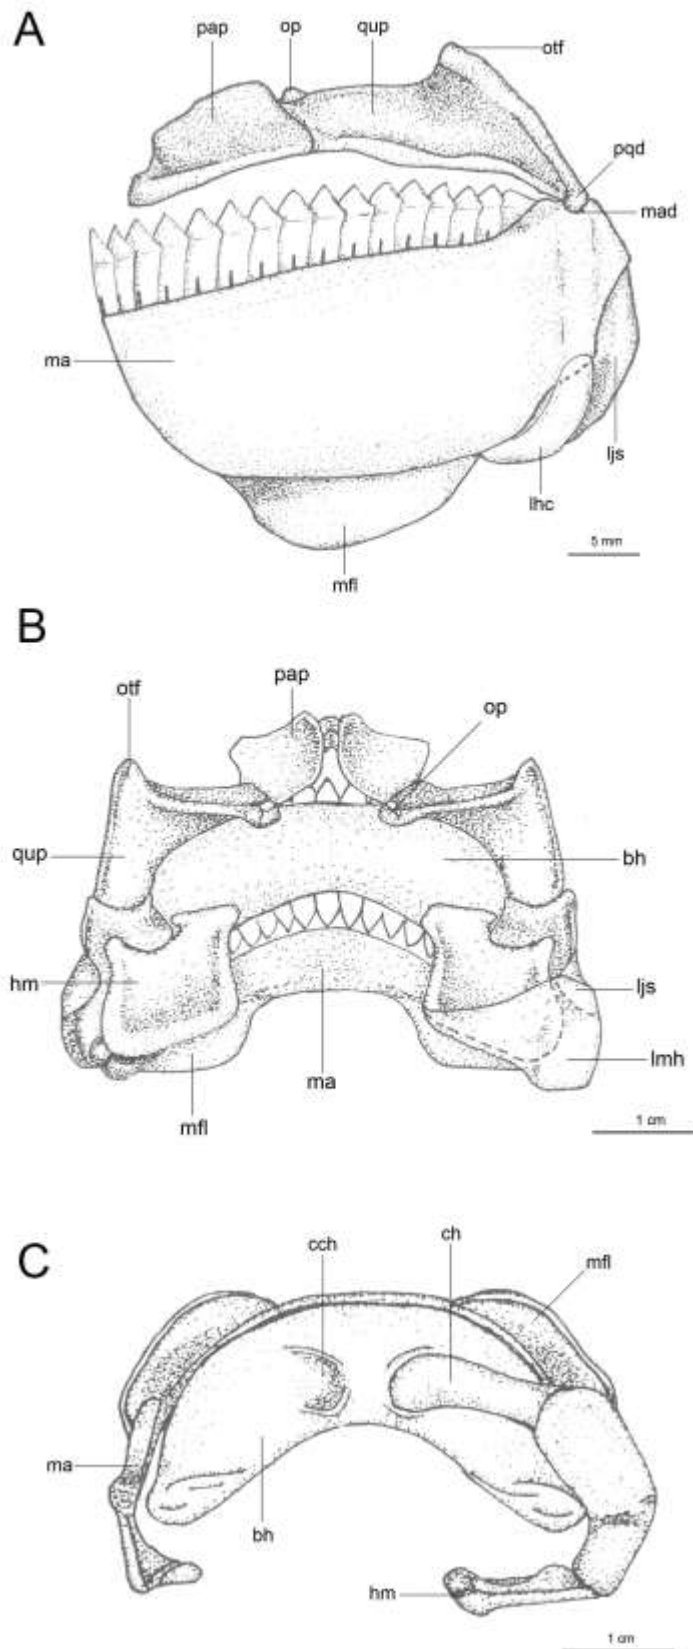 A
pap op qup otf
pqd
mad
ma
ljs
lhc
mfl
5 mm
B
otf pap op
qup bh
hm ljs
lmh
ma
mfl
1 cm
C
cch ch mfl
ma
bh
hm
1 cm